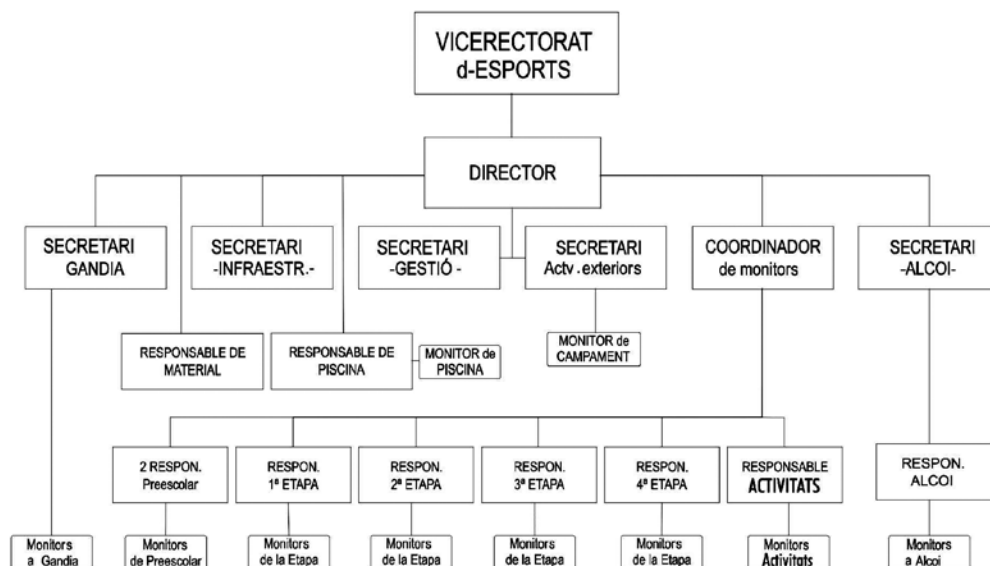 VICERECTORAT
d-ESPORTS
DIRECTOR
SECRETARI
GANDIA
SECRETARI
-INFRAESTR.-
SECRETARI
-GESTIÓ -
SECRETARI
Actv.exteriors
COORDINADOR
de monitors
SECRETARI
-ALCOI-
RESPONSABLE DE
MATERIAL
RESPONSABLE DE
PISCINA
MONITOR de
PISCINA
MONITOR de
CAMPAMENT
2 RESPON.
Preescolar
RESPON.
1ª ETAPA
RESPON.
2ª ETAPA
RESPON.
3ª ETAPA
RESPON.
4ª ETAPA
RESPONSABLE
ACTIVITATS
RESPON.
ALCOI
Monitors
a Gandia
Monitors
de Preescolar
Monitors
de la Etapa
Monitors
de la Etapa
Monitors
de la Etapa
Monitors
de la Etapa
Monitors
Activitats
Monitors
a Alcoi